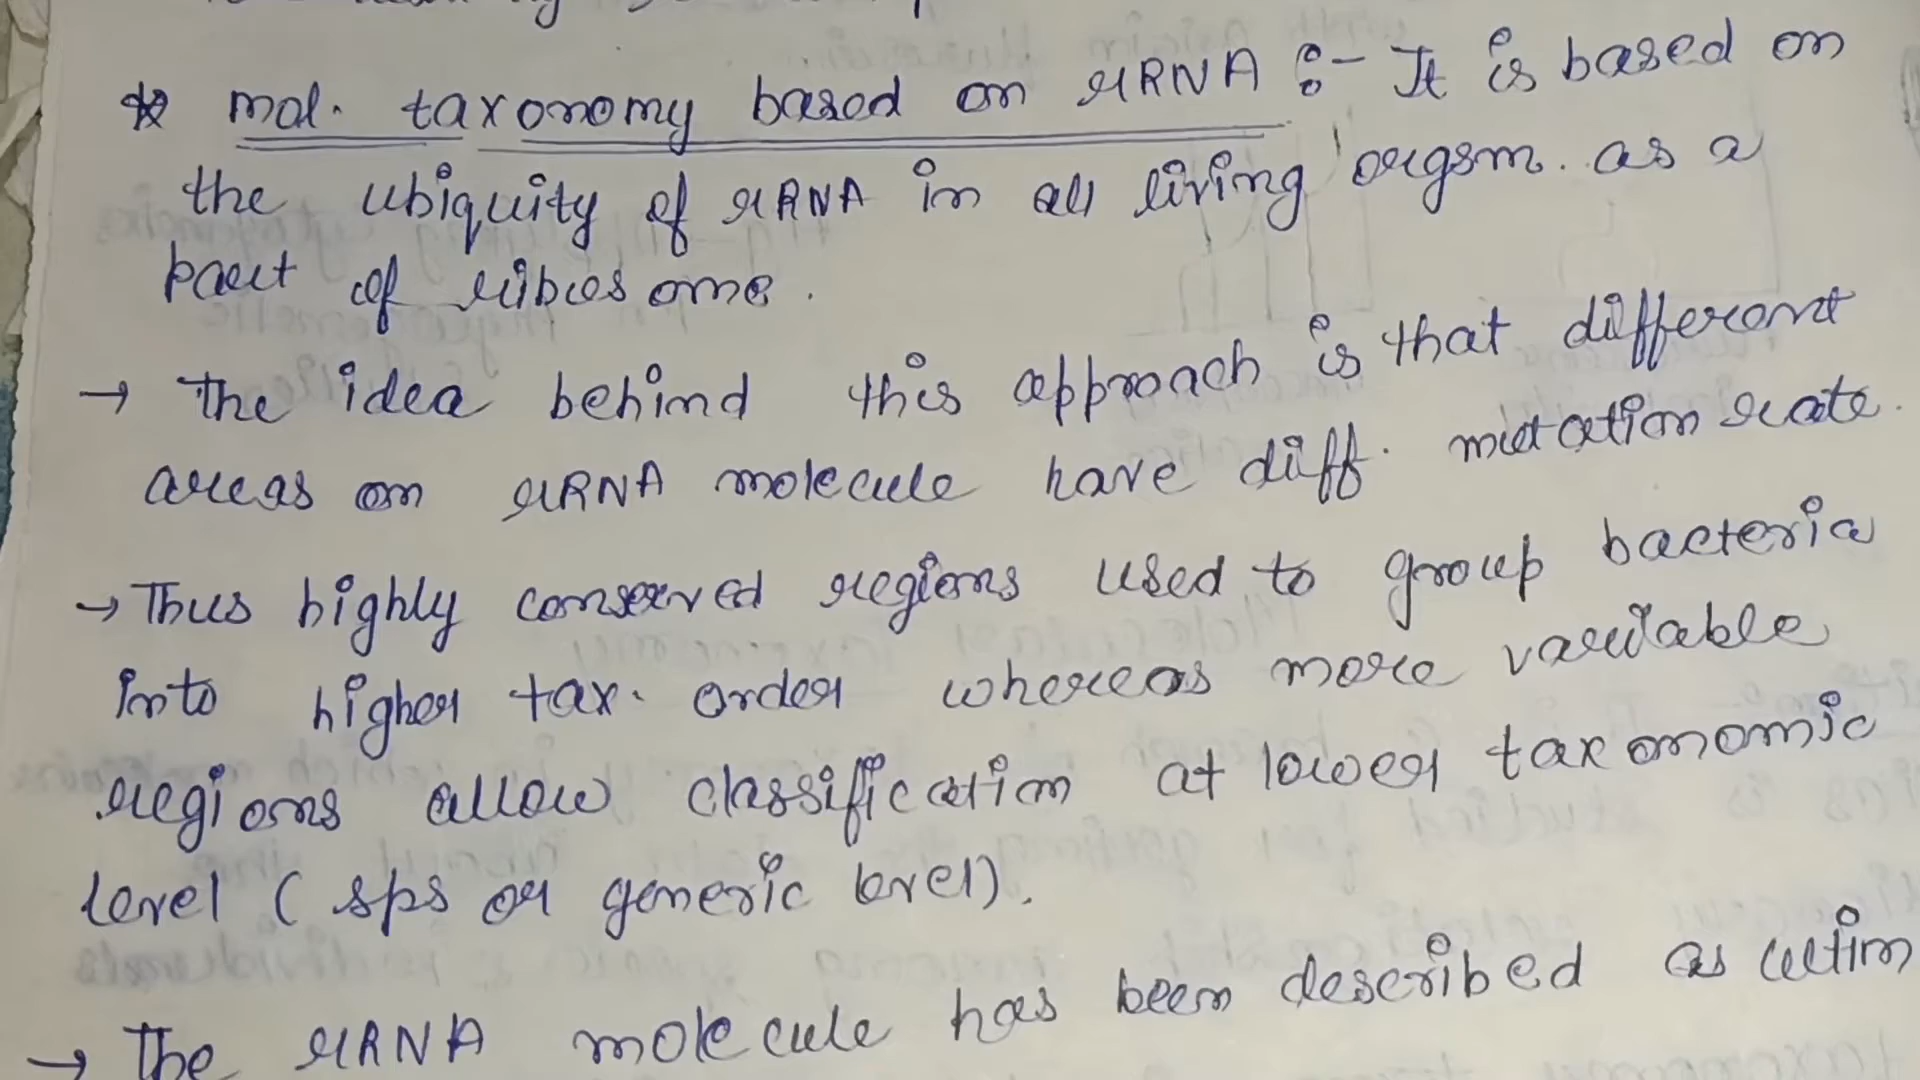 * mol. taxonomy based on rRNA :- It is based on
the ubiquity of rRNA in all living orgsm. as a
part of ribosome.
→ The idea behind this approach is that different
areas on rRNA molecule have diff. mutation rate.
→ Thus highly conserved regions used to group bacteria
into higher tax. order whereas more variable
regions allow classification at lower taxonomic
level (sps or generic level).
→ The rRNA molecule has been described as ultim